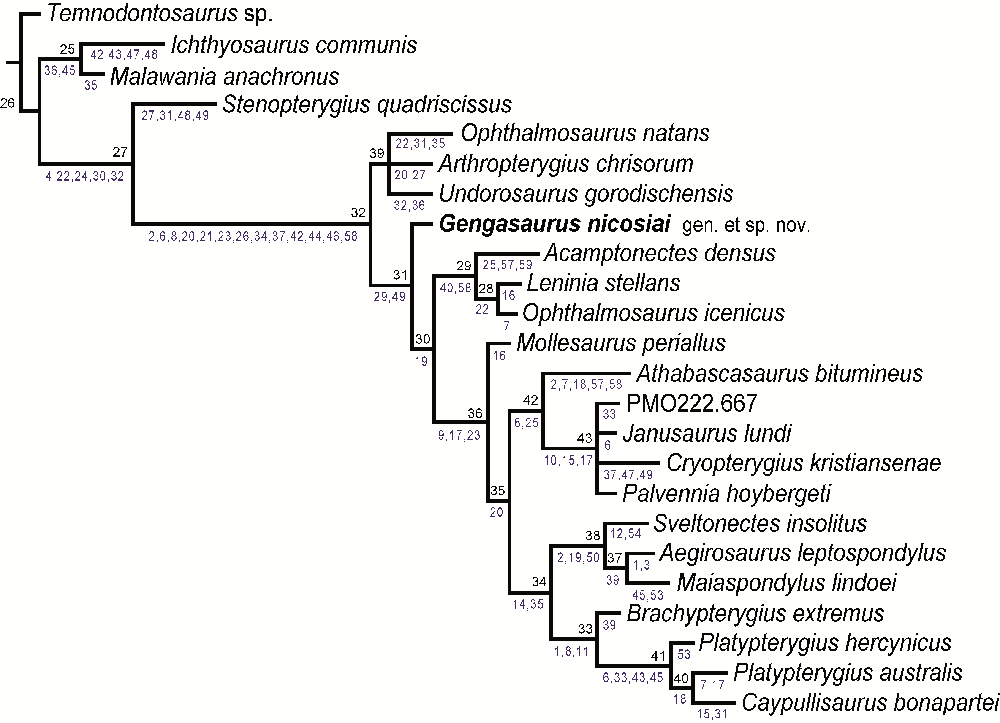 Temnodontosaurus sp.
25
Ichthyosaurus communis
42,43,47,48
36,45
Malawania anachronus
35
26
Stenopterygius quadriscissus
27,31,48,49
Ophthalmosaurus natans
22,31,35
27
39
Arthropterygius chrisorum
4,22,24,30,32
20,27
Undorosaurus gorodischensis
32,36
32
Gengasaurus nicosiai gen. et sp. nov.
2,6,8,20,21,23,26,34,37,42,44,46,58
Acamptonectes densus
29
25,57,59
31
Leninia stellans
40,58
28
16
29,49
22
Ophthalmosaurus icenicus
7
30
Mollesaurus periallus
19
16
Athabascasaurus bitumineus
2,7,18,57,58
42
PMO222.667
36
33
6,25
9,17,23
43
Janusaurus lundi
6
10,15,17
Cryopterygius kristiansenae
37,47,49
35
Palvennia hoybergeti
20
Sveltonectes insolitus
38
12,54
2,19,50
37
Aegirosaurus leptospondylus
1,3
34
39
Maiaspondylus lindoei
45,53
14,35
Brachypterygius extremus
33
39
1,8,11
Platypterygius hercynicus
41
53
6,33,43,45
40
Platypterygius australis
7,17
18
Caypullisaurus bonapartei
15,31